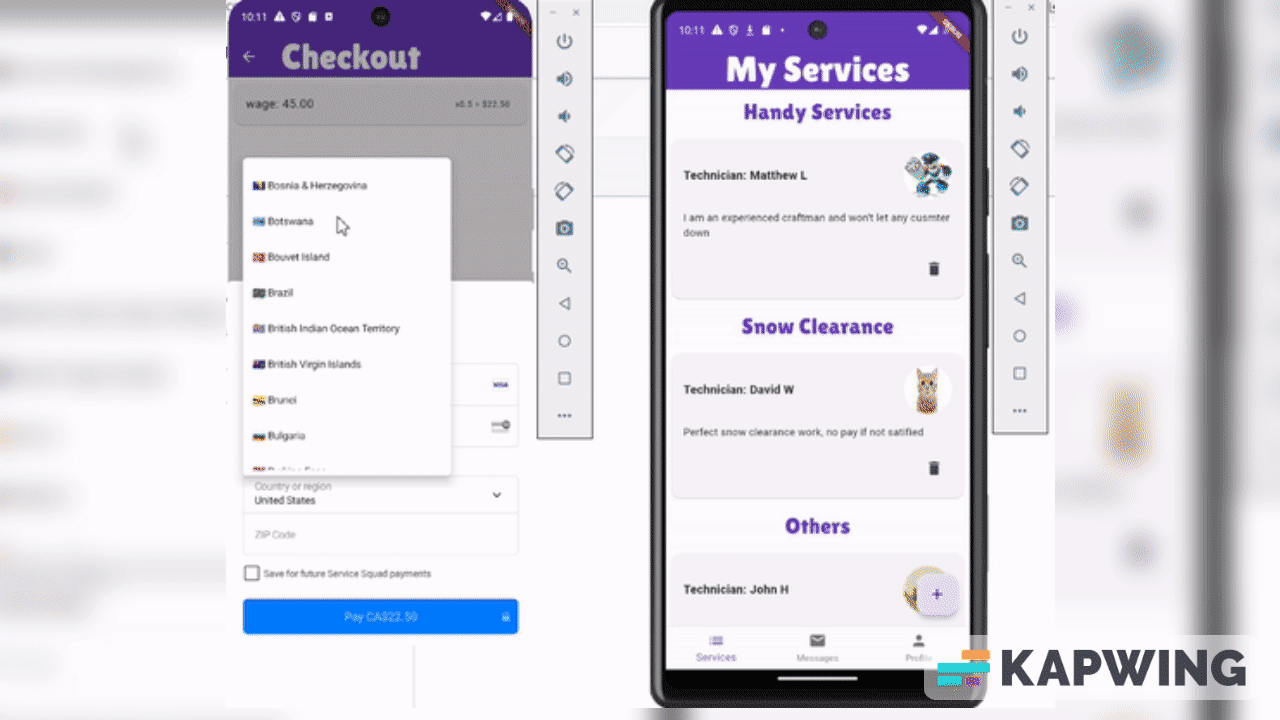 10:11
Checkout
wage: 45.00
x0.5 = $22.50
Bosnia & Herzegovina
Botswana
Bouvet Island
Brazil
British Indian Ocean Territory
British Virgin Islands
Brunei
Bulgaria
VISA
Country or region
United States
ZIP Code
Save for future Service Squad payments
Pay CA$22.50
10:11
My Services
Handy Services
Technician: Matthew L
I am an experienced craftman and won't let any cusmter
down
Snow Clearance
Technician: David W
Perfect snow clearance work, no pay if not satified
Others
Technician: John H
+
Services
Messages
Profile
KAPWING